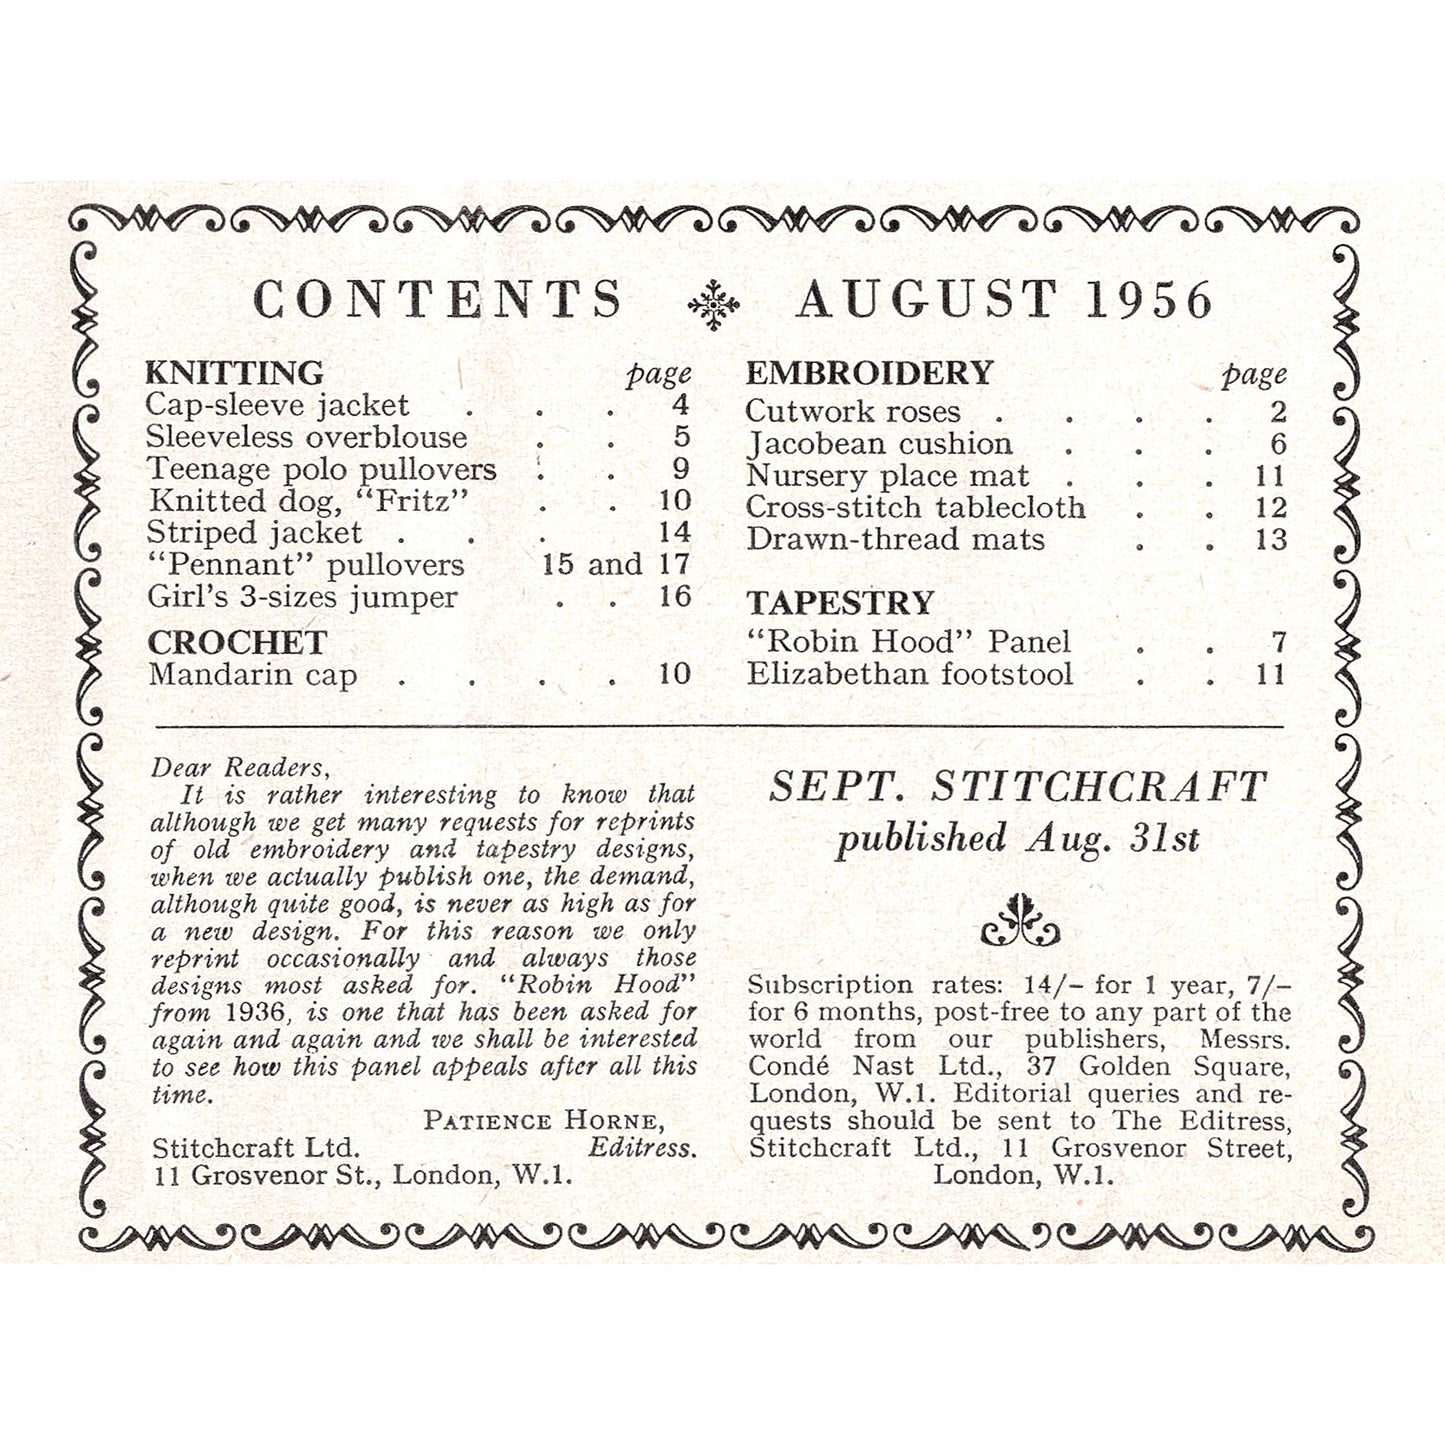 CONTENTS AUGUST 1956
KNITTING page
Cap-sleeve jacket . . . 4
Sleeveless overblouse . . 5
Teenage polo pullovers . . 9
Knitted dog, "Fritz" . . 10
Striped jacket . . . 14
"Pennant" pullovers 15 and 17
Girl's 3-sizes jumper . . 16
CROCHET
Mandarin cap . . . . 10
EMBROIDERY page
Cutwork roses . . . . 2
Jacobean cushion . . . 6
Nursery place mat . . . 11
Cross-stitch tablecloth . . 12
Drawn-thread mats . . 13
TAPESTRY
"Robin Hood" Panel . . 7
Elizabethan footstool . . 11
Dear Readers,
It is rather interesting to know that
although we get many requests for reprints
of old embroidery and tapestry designs,
when we actually publish one, the demand,
although quite good, is never as high as for
a new design. For this reason we only
reprint occasionally and always those
designs most asked for. "Robin Hood"
from 1936, is one that has been asked for
again and again and we shall be interested
to see how this panel appeals after all this
time.
PATIENCE HORNE,
Stitchcraft Ltd. Editress.
11 Grosvenor St., London, W.1.
SEPT. STITCHCRAFT
published Aug. 31st
Subscription rates: 14/- for 1 year, 7/-
for 6 months, post-free to any part of the
world from our publishers, Messrs.
Condé Nast Ltd., 37 Golden Square,
London, W.1. Editorial queries and re-
quests should be sent to The Editress,
Stitchcraft Ltd., 11 Grosvenor Street,
London, W.1.